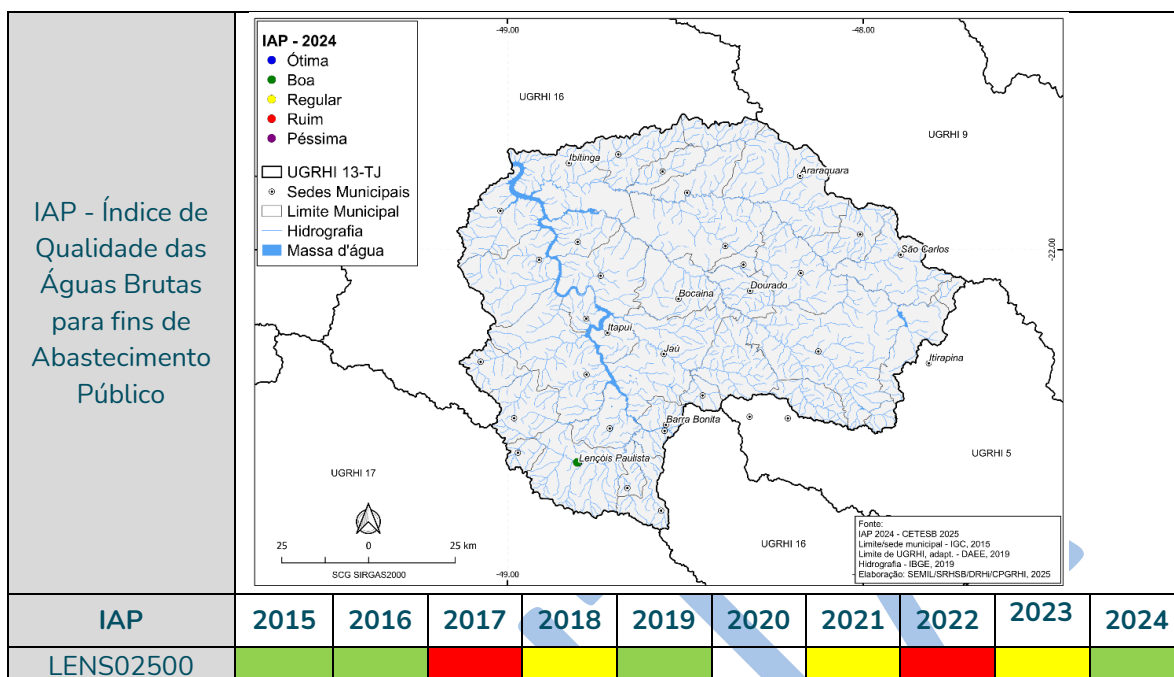 IAP - Índice de
Qualidade das
Águas Brutas
para fins de
Abastecimento
Público
IAP - 2024
Ótima
Boa
Regular
Ruim
Péssima
UGRHI 13-TJ
Sedes Municipais
Limite Municipal
Hidrografia
Massa d'água
-49.00
-48.00
UGRHI 16
UGRHI 9
Ibitinga
Araraquara
São Carlos
-22.00
Dourado
Bocaina
Itapuí
Jaú
Itirapina
Barra Bonita
Lençóis Paulista
UGRHI 5
UGRHI 17
UGRHI 16
25 0 25 km
SCG SIRGAS2000
-49.00
-48.00
Fonte:
IAP 2024 - CETESB 2025
Limite/sede municipal - IGC, 2015
Limite de UGRHI, adapt. - DAEE, 2019
Hidrografia - IBGE, 2019
Elaboração: SEMIL/SRHSB/DRHI/CPGRHI, 2025
IAP 2015 2016 2017 2018 2019 2020 2021 2022 2023 2024
LENS02500